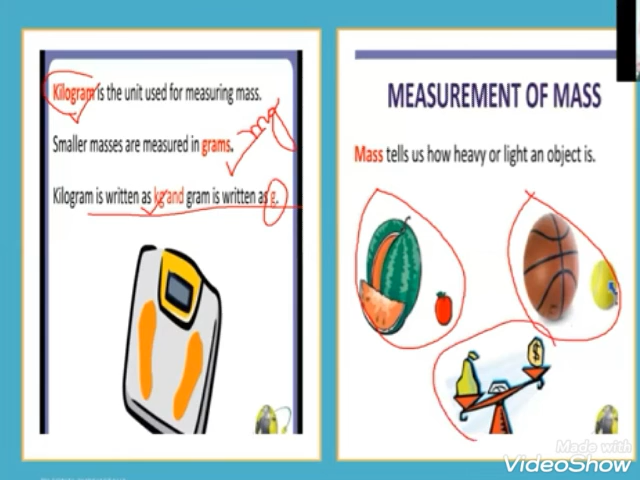 Kilogram is the unit used for measuring mass.
mg
Smaller masses are measured in grams.
Kilogram is written as kg and gram is written as g.
MEASUREMENT OF MASS
Mass tells us how heavy or light an object is.
$
Made with
VideoShow